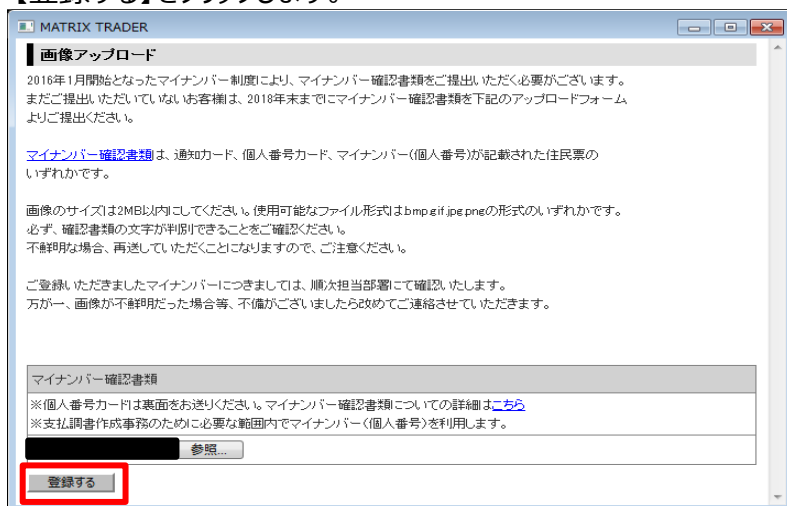 【登録する】をクリックします。
MATRIX TRADER
画像アップロード
2016年1月開始となったマイナンバー制度により、マイナンバー確認書類をご提出いただく必要がございます。
まだご提出いただいていないお客様は、2018年末までにマイナンバー確認書類を下記のアップロードフォーム
よりご提出ください。
マイナンバー確認書類は、通知カード、個人番号カード、マイナンバー(個人番号)が記載された住民票の
いずれかです。
画像のサイズは2MB以内にしてください。使用可能なファイル形式はbmp.gif.jpe.pngの形式のいずれかです。
必ず、確認書類の文字が判別できることをご確認ください。
不鮮明な場合、再送していただくことになりますので、ご注意ください。
ご登録いただきましたマイナンバーにつきましては、順次担当部署にて確認いたします。
万が一、画像が不鮮明だった場合等、不備がございましたら改めてご連絡させていただきます。
マイナンバー確認書類
※個人番号カードは裏面をお送りください。マイナンバー確認書類についての詳細はこちら
※支払調書作成事務のために必要な範囲内でマイナンバー(個人番号)を利用します。
参照...
登録する